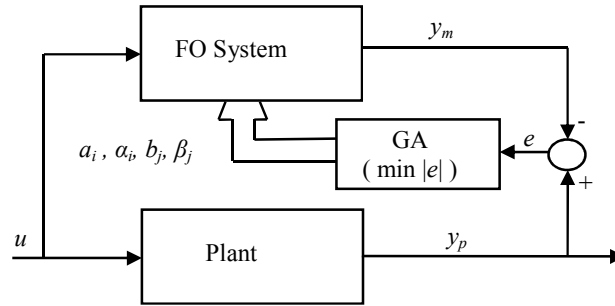 FO System
y_m
-
GA
( min |e| )
e
a_i , α_i, b_j, β_j
+
u
Plant
y_p